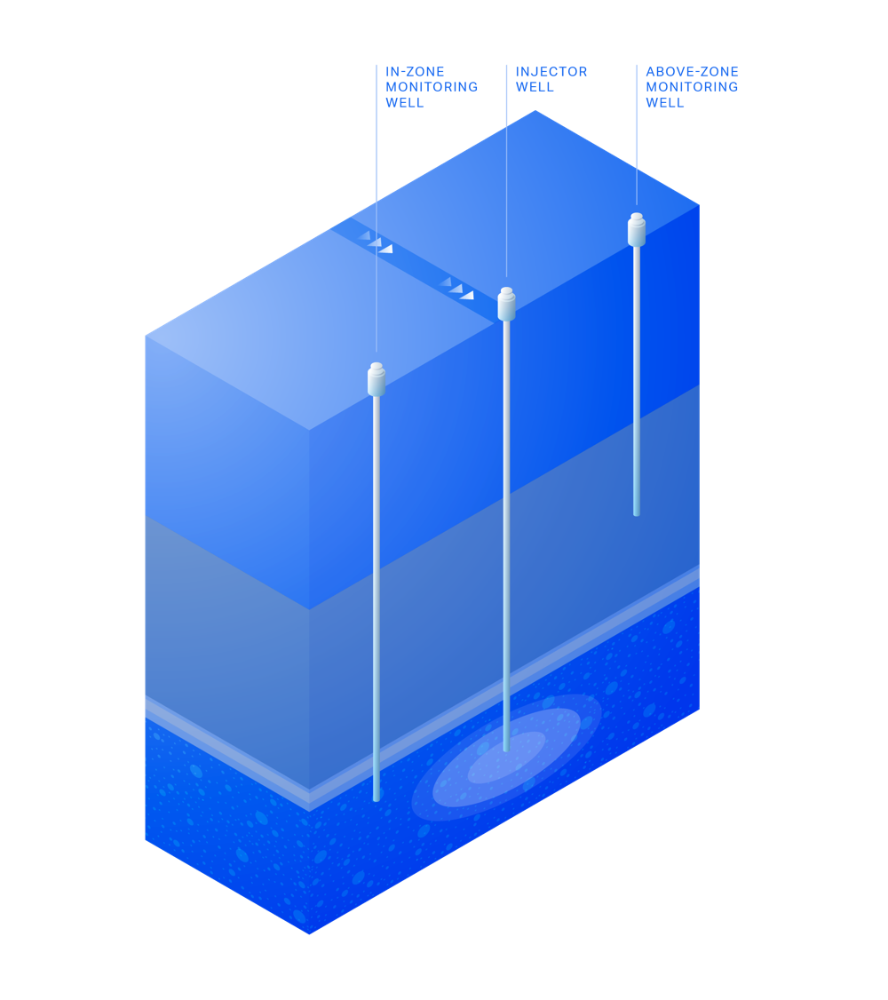 IN-ZONE
MONITORING
WELL
INJECTOR
WELL
ABOVE-ZONE
MONITORING
WELL